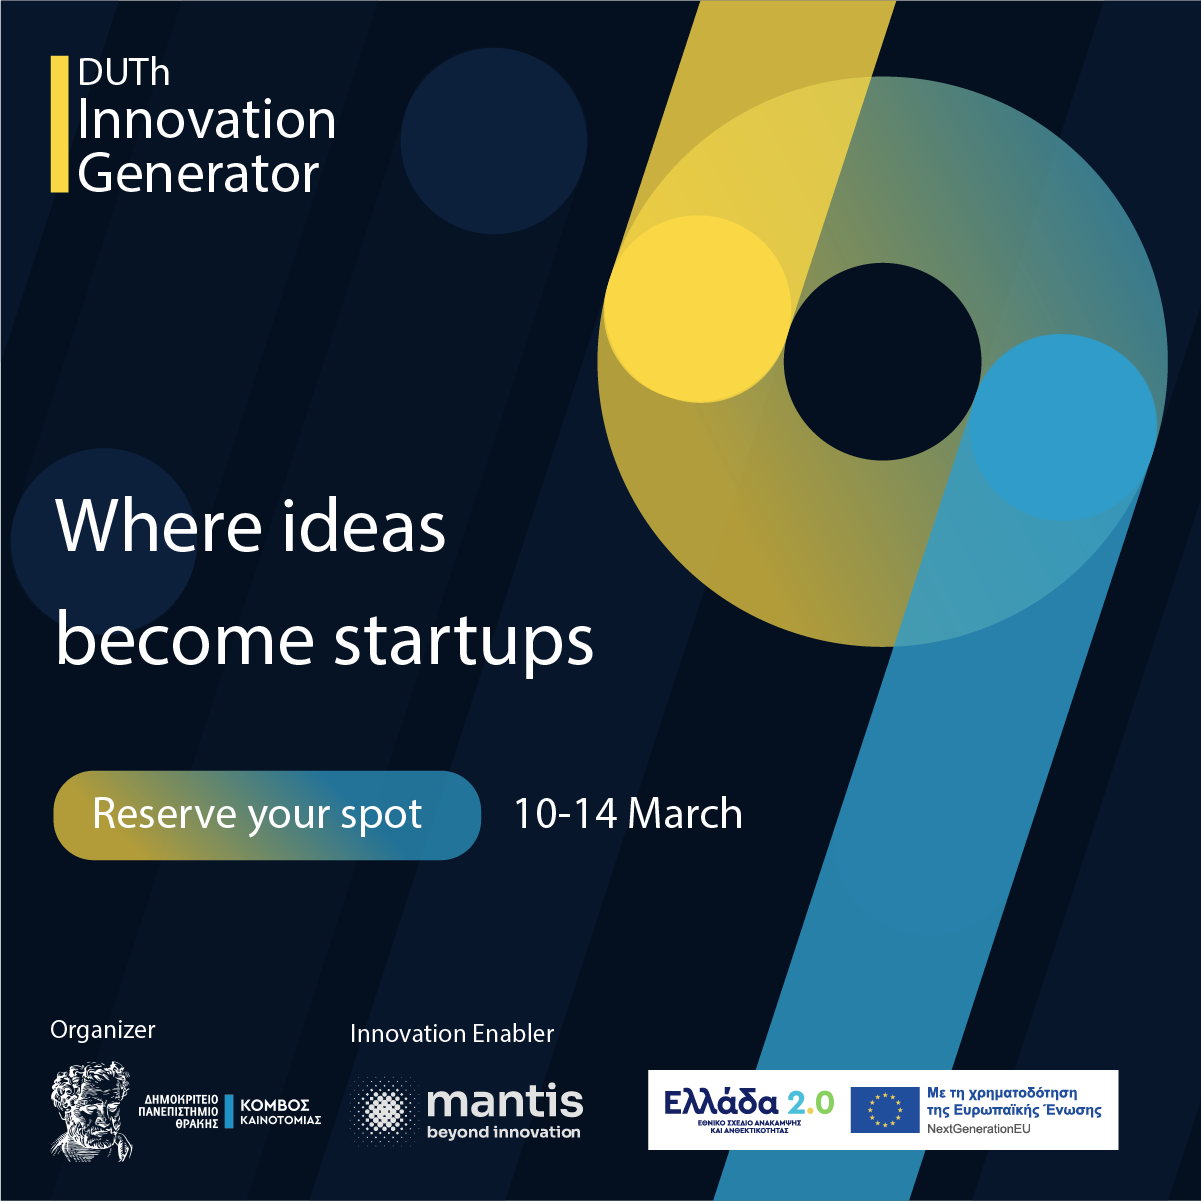 DUTh
Innovation
Generator
Where ideas
become startups
Reserve your spot
10-14 March
Organizer
ΔΗΜΟΚΡΙΤΕΙΟ
ΠΑΝΕΠΙΣΤΗΜΙΟ
ΘΡΑΚΗΣ
ΚΟΜΒΟΣ
ΚΑΙΝΟΤΟΜΙΑΣ
Innovation Enabler
mantis
beyond innovation
Ελλάδα 2.0
ΕΘΝΙΚΟ ΣΧΕΔΙΟ ΑΝΑΚΑΜΨΗΣ
ΚΑΙ ΑΝΘΕΚΤΙΚΟΤΗΤΑΣ
Με τη χρηματοδότηση
της Ευρωπαϊκής Ένωσης
NextGenerationEU